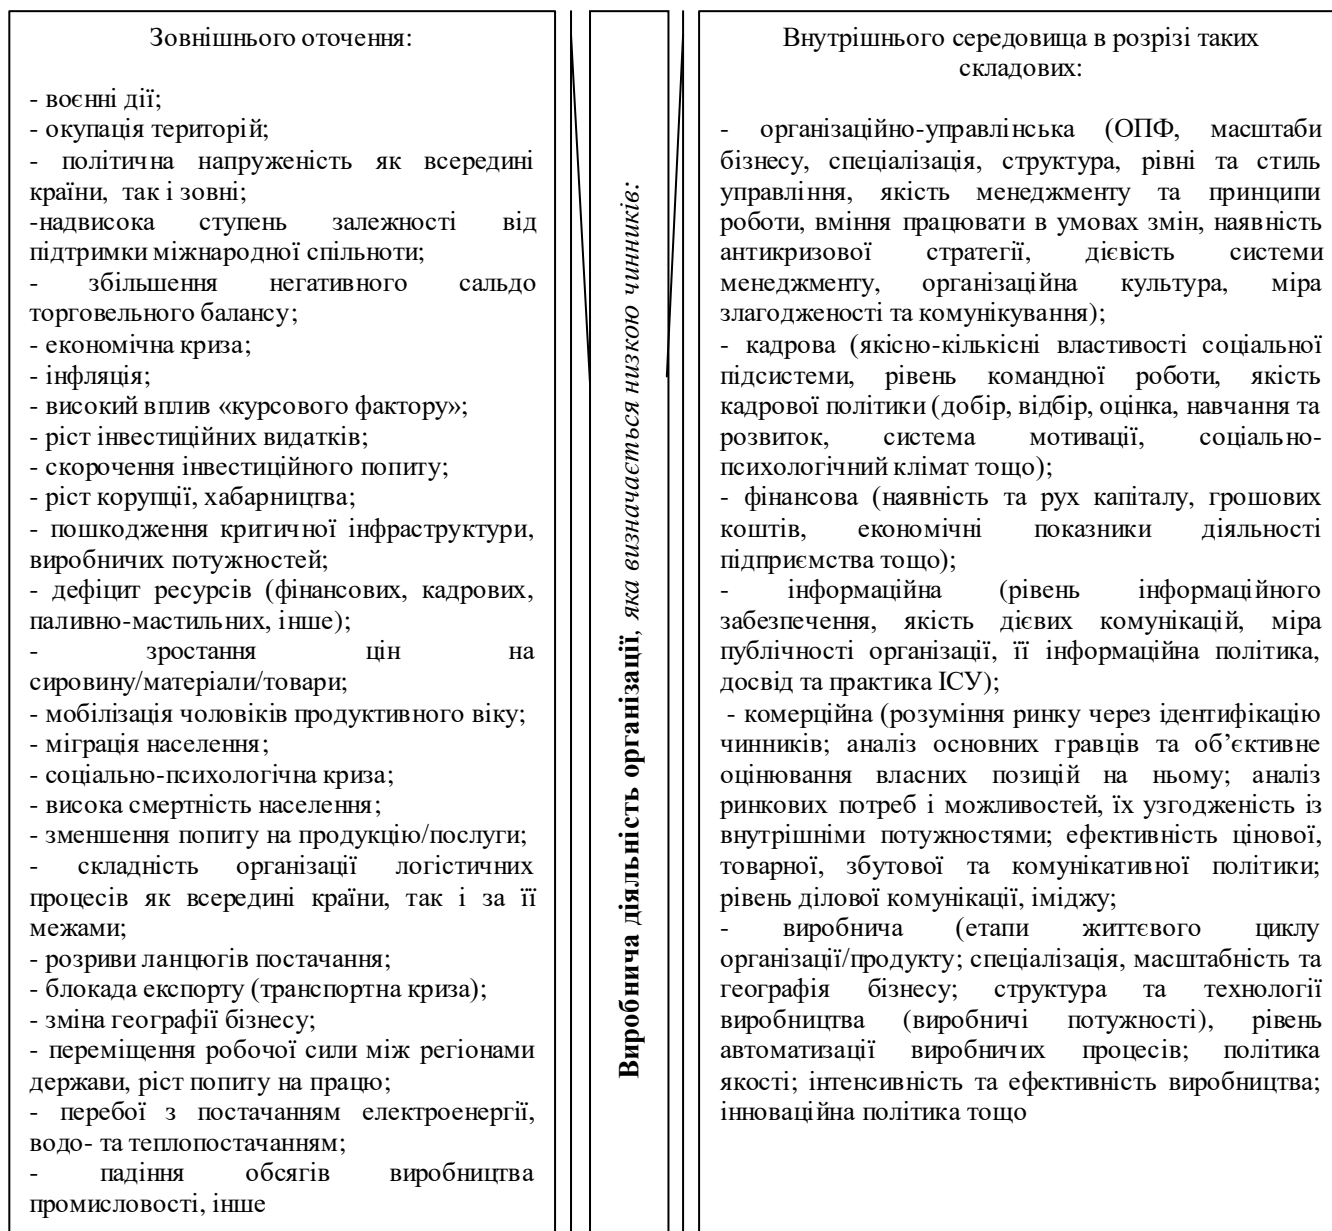 Зовнішнього оточення:
- воєнні дії;
- окупація територій;
- політична напруженість як всередині
країни, так і зовні;
-надвисока ступень залежності від
підтримки міжнародної спільноти;
- збільшення негативного сальдо
торговельного балансу;
- економічна криза;
- інфляція;
- високий вплив «курсового фактору»;
- ріст інвестиційних видатків;
- скорочення інвестиційного попиту;
- ріст корупції, хабарництва;
- пошкодження критичної інфраструктури,
виробничих потужностей;
- дефіцит ресурсів (фінансових, кадрових,
паливно-мастильних, інше);
- зростання цін на
сировину/матеріали/товари;
- мобілізація чоловіків продуктивного віку;
- міграція населення;
- соціально-психологічна криза;
- висока смертність населення;
- зменшення попиту на продукцію/послуги;
- складність організації логістичних
процесів як всередині країни, так і за її
межами;
- розриви ланцюгів постачання;
- блокада експорту (транспортна криза);
- зміна географії бізнесу;
- переміщення робочої сили між регіонами
держави, ріст попиту на працю;
- перебої з постачанням електроенергії,
водо- та теплопостачанням;
- падіння обсягів виробництва
промисловості, інше
Виробнича діяльність організації, яка визначається низкою чинників:
Внутрішнього середовища в розрізі таких
складових:
- організаційно-управлінська (ОПФ, масштаби
бізнесу, спеціалізація, структура, рівні та стиль
управління, якість менеджменту та принципи
роботи, вміння працювати в умовах змін, наявність
антикризової стратегії, дієвість системи
менеджменту, організаційна культура, міра
злагодженості та комунікування);
- кадрова (якісно-кількісні властивості соціальної
підсистеми, рівень командної роботи, якість
кадрової політики (добір, відбір, оцінка, навчання та
розвиток, система мотивації, соціально-
психологічний клімат тощо);
- фінансова (наявність та рух капіталу, грошових
коштів, економічні показники діяльності
підприємства тощо);
- інформаційна (рівень інформаційного
забезпечення, якість дієвих комунікацій, міра
публічності організації, її інформаційна політика,
досвід та практика ІСУ);
- комерційна (розуміння ринку через ідентифікацію
чинників; аналіз основних гравців та об’єктивне
оцінювання власних позицій на ньому; аналіз
ринкових потреб і можливостей, їх узгодженість із
внутрішніми потужностями; ефективність цінової,
товарної, збутової та комунікативної політики;
рівень ділової комунікації, іміджу;
- виробнича (етапи життєвого циклу
організації/продукту; спеціалізація, масштабність та
географія бізнесу; структура та технології
виробництва (виробничі потужності), рівень
автоматизації виробничих процесів; політика
якості; інтенсивність та ефективність виробництва;
інноваційна політика тощо